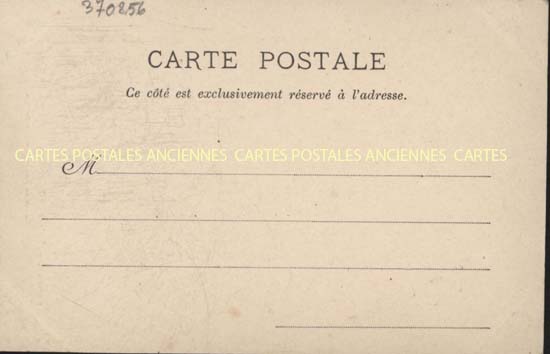 370256
CARTE POSTALE
Ce côté est exclusivement réservé à l'adresse.
CARTES POSTALES ANCIENNES CARTES POSTALES ANCIENNES CARTES
M